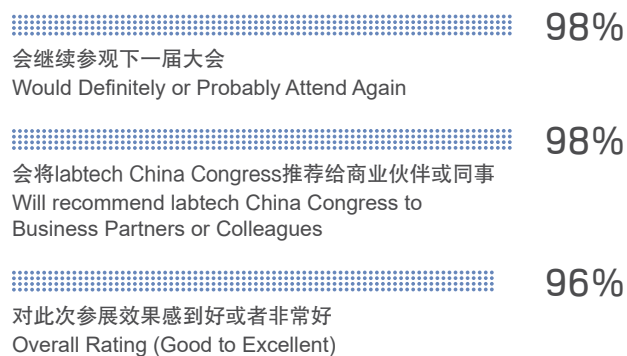 98%
会继续参观下一届大会
Would Definitely or Probably Attend Again
98%
会将labtech China Congress推荐给商业伙伴或同事
Will recommend labtech China Congress to
Business Partners or Colleagues
96%
对此次参展效果感到好或者非常好
Overall Rating (Good to Excellent)